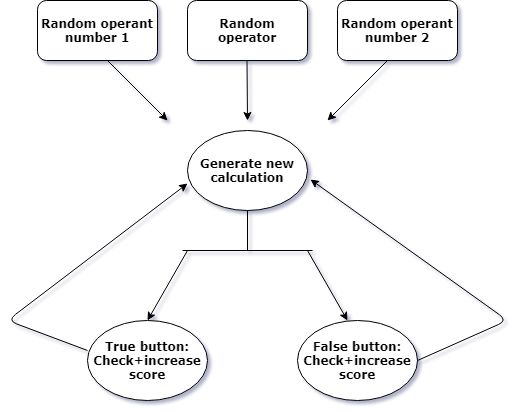 Random operant
number 1
Random
operator
Random operant
number 2
Generate new
calculation
True button:
Check+increase
score
False button:
Check+increase
score